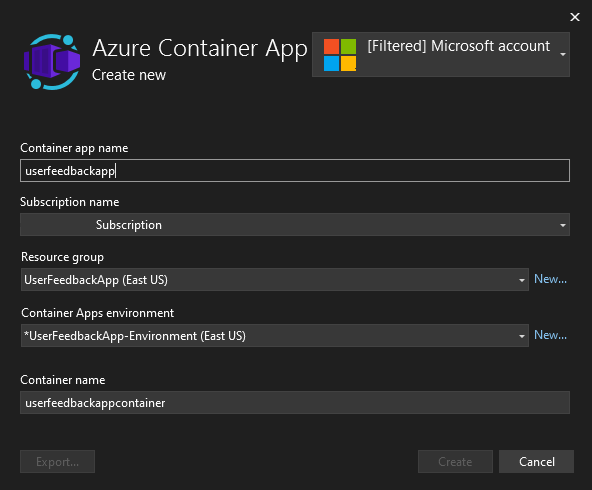 Azure Container App
Create new
[Filtered] Microsoft account
Container app name
userfeedbackapp
Subscription name
Subscription
Resource group
UserFeedbackApp (East US)
New...
Container Apps environment
*UserFeedbackApp-Environment (East US)
New...
Container name
userfeedbackappcontainer
Export...
Create
Cancel